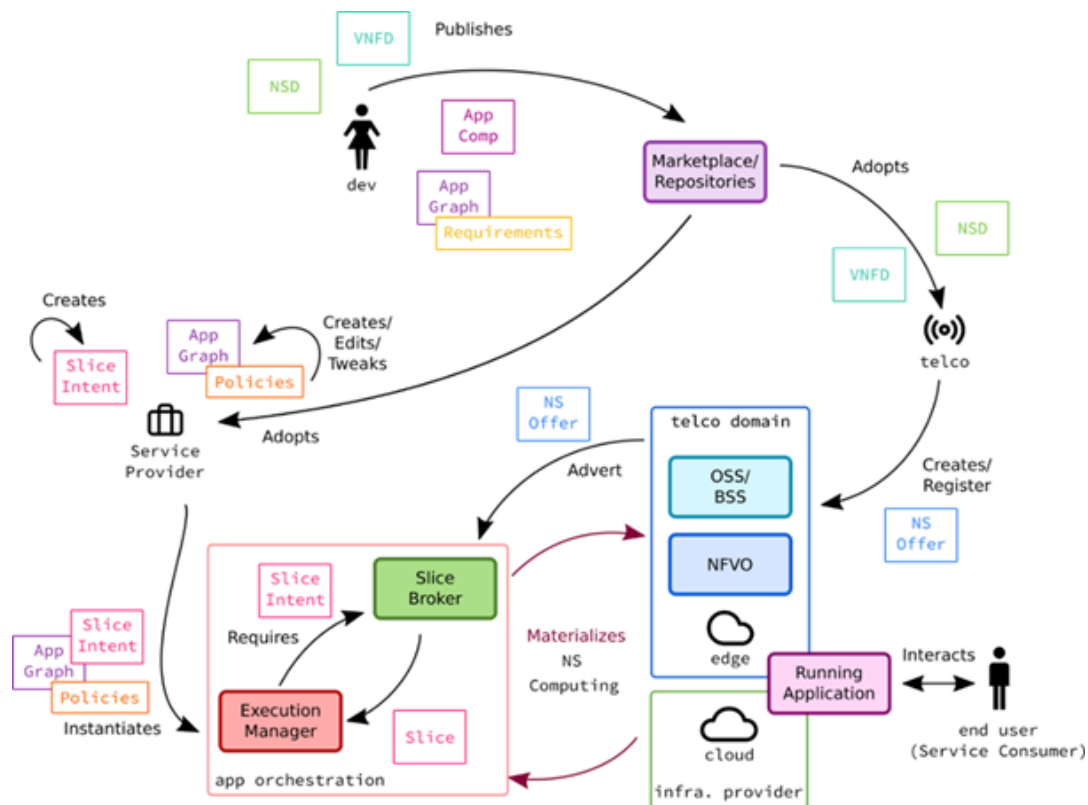 VNFD
Publishes
NSD
App
Comp
dev
App
Graph
Requirements
Marketplace/
Repositories
Adopts
NSD
VNFD
telco
Creates
Slice
Intent
App
Graph
Policies
Creates/
Edits/
Tweaks
Service
Provider
Adopts
NS
Offer
Advert
telco domain
OSS/
BSS
NFVO
edge
Creates/
Register
NS
Offer
Slice
Intent
Slice
Broker
Requires
Execution
Manager
Slice
app orchestration
Slice
Intent
App
Graph
Policies
Instantiates
Materializes
NS
Computing
Running
Application
Interacts
end user
(Service Consumer)
cloud
infra. provider